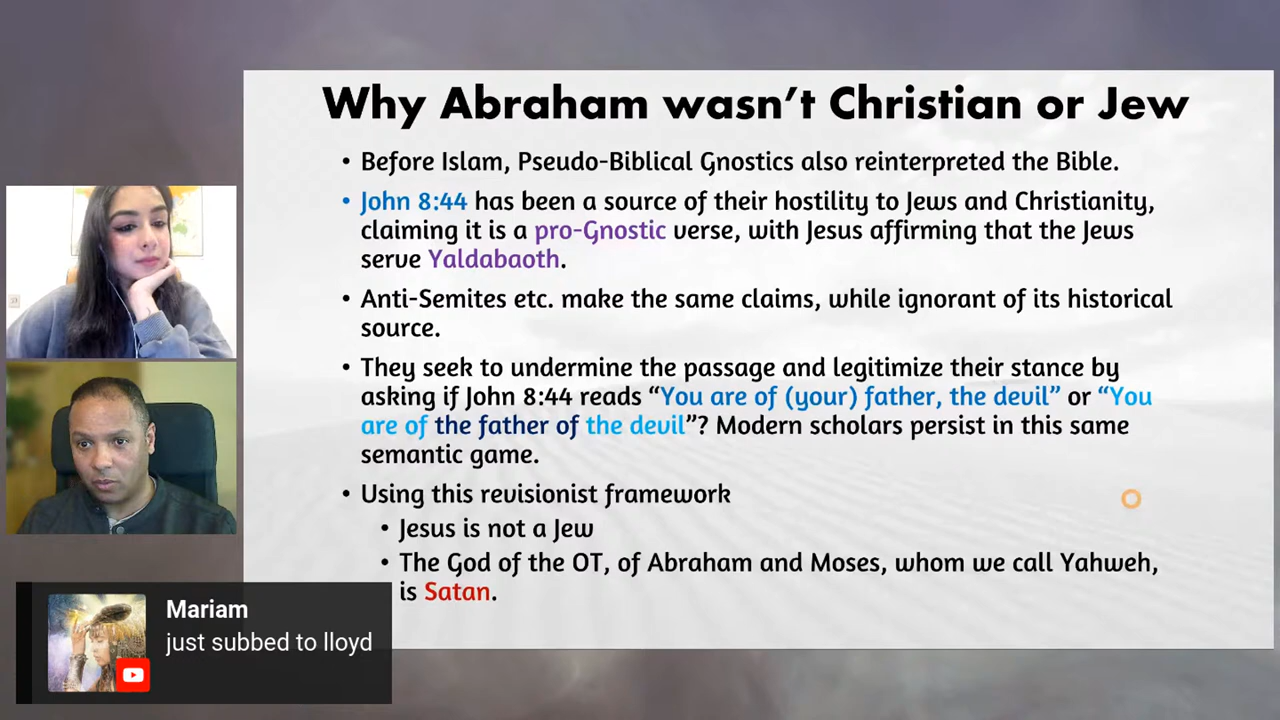 Why Abraham wasn't Christian or Jew
• Before Islam, Pseudo-Biblical Gnostics also reinterpreted the Bible.
• John 8:44 has been a source of their hostility to Jews and Christianity,
claiming it is a pro-Gnostic verse, with Jesus affirming that the Jews
serve Yaldabaoth.
• Anti-Semites etc. make the same claims, while ignorant of its historical
source.
• They seek to undermine the passage and legitimize their stance by
asking if John 8:44 reads “You are of (your) father, the devil” or “You
are of the father of the devil”? Modern scholars persist in this same
semantic game.
• Using this revisionist framework
• Jesus is not a Jew
• The God of the OT, of Abraham and Moses, whom we call Yahweh,
is Satan.
Mariam
just subbed to lloyd